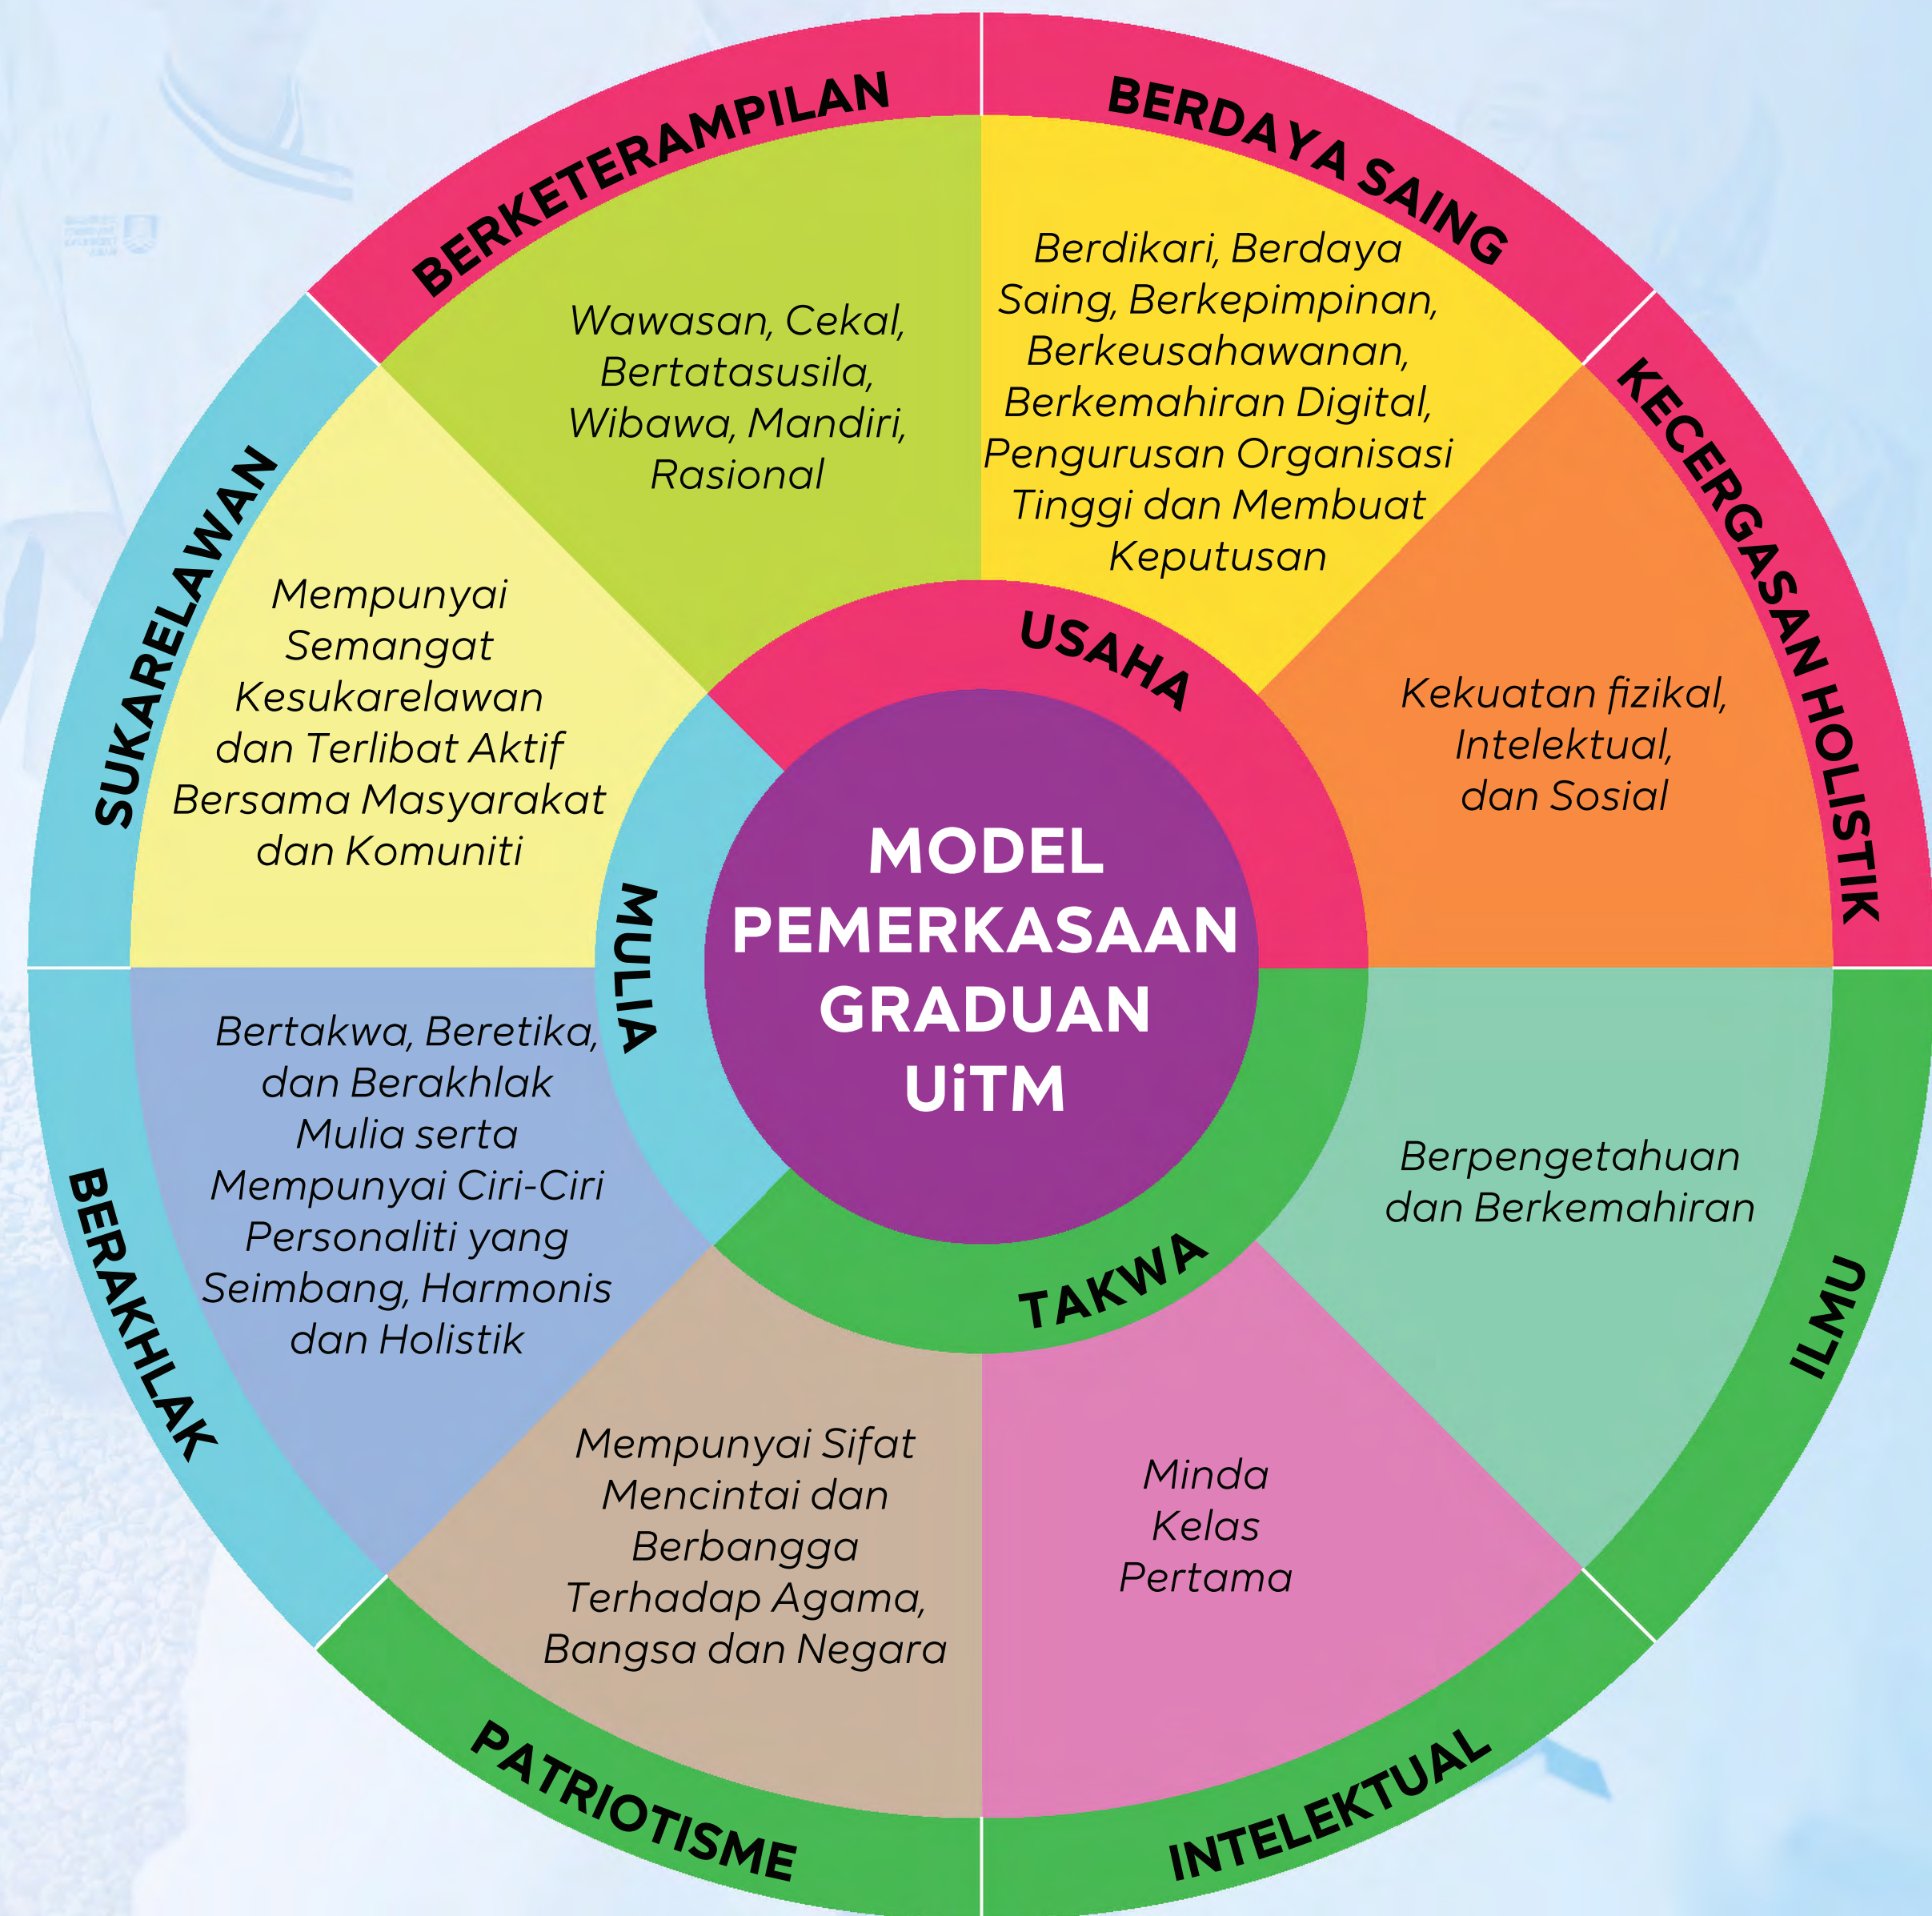 MODEL
PEMERKASAAN
GRADUAN
UiTM
USAHA
BERKETERAMPILAN
Wawasan, Cekal,
Bertatasusila,
Wibawa, Mandiri,
Rasional
BERDAYA SAING
Berdikari, Berdaya
Saing, Berkepimpinan,
Berkeusahawanan,
Berkemahiran Digital,
Pengurusan Organisasi
Tinggi dan Membuat
Keputusan
KECERGASAN HOLISTIK
Kekuatan fizikal,
Intelektual,
dan Sosial
TAKWA
ILMU
Berpengetahuan
dan Berkemahiran
INTELEKTUAL
Minda
Kelas
Pertama
PATRIOTISME
Mempunyai Sifat
Mencintai dan
Berbangga
Terhadap Agama,
Bangsa dan Negara
MULIA
BERAKHLAK
Bertakwa, Beretika,
dan Berakhlak
Mulia serta
Mempunyai Ciri-Ciri
Personaliti yang
Seimbang, Harmonis
dan Holistik
SUKARELAWAN
Mempunyai
Semangat
Kesukarelawan
dan Terlibat Aktif
Bersama Masyarakat
dan Komuniti